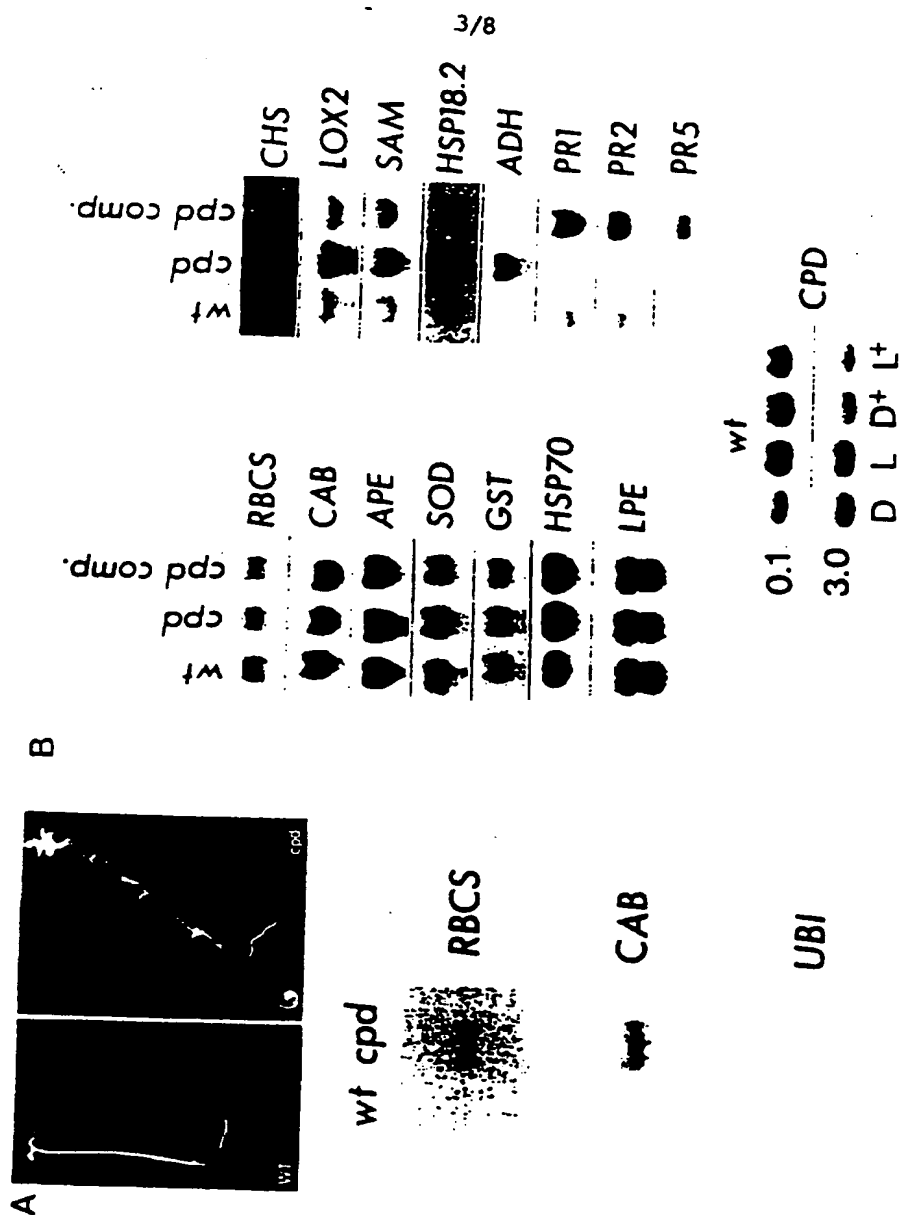 3/8
A
WT
cpd
wt cpd
RBCS
CAB
UBI
B
wt
cpd
cpd comp.
RBCS
CAB
APE
SOD
GST
HSP70
LPE
wt
cpd
cpd comp.
CHS
LOX2
SAM
HSP18.2
ADH
PR1
PR2
PR5
wt
0.1
3.0
CPD
D L D+ L+